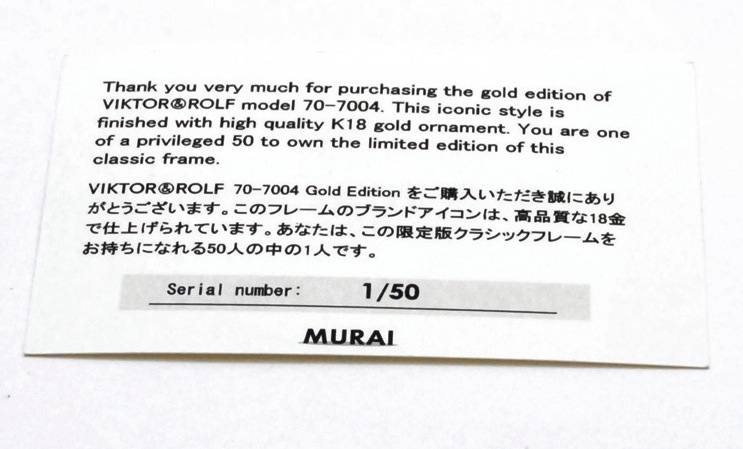 Thank you very much for purchasing the gold edition of
VIKTOR&ROLF model 70-7004. This iconic style is
finished with high quality K18 gold ornament. You are one
of a privileged 50 to own the limited edition of this
classic frame.
VIKTOR&ROLF 70-7004 Gold Edition をご購入いただき誠にあり
がとうございます。このフレームのブランドアイコンは、高品質な18金
で仕上げられています。あなたは、この限定版クラシックフレームを
お持ちになれる50人の中の1人です。
Serial number: 1/50
MURAI